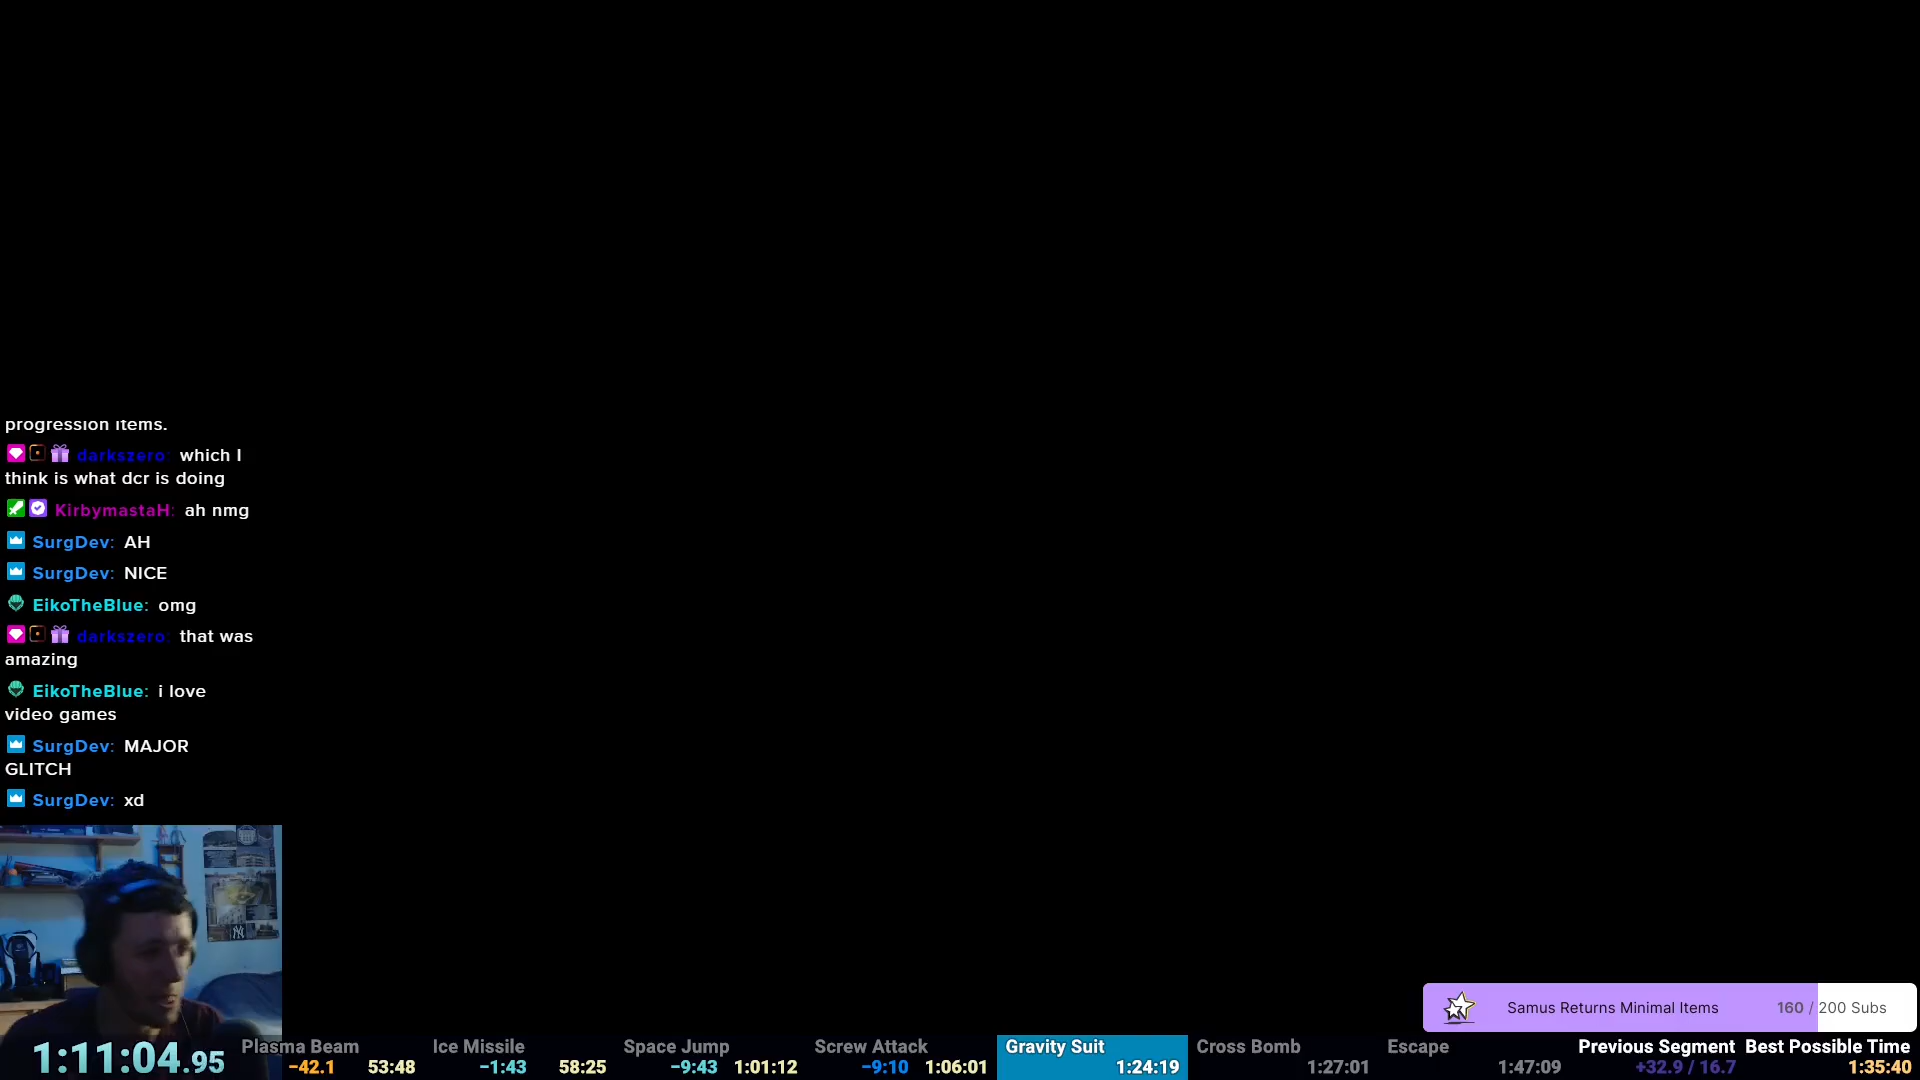 progression items.
darkszero: which I
think is what dcr is doing
KirbymastaH: ah nmg
SurgDev: AH
SurgDev: NICE
EikoTheBlue: omg
darkszero: that was
amazing
EikoTheBlue: i love
video games
SurgDev: MAJOR
GLITCH
SurgDev: xd
Samus Returns Minimal Items 160 / 200 Subs
1:11:04.95
Plasma Beam
−42.1 53:48
Ice Missile
−1:43 58:25
Space Jump
−9:43 1:01:12
Screw Attack
−9:10 1:06:01
Gravity Suit
1:24:19
Cross Bomb
1:27:01
Escape
1:47:09
Previous Segment
+32.9 / 16.7
Best Possible Time
1:35:40